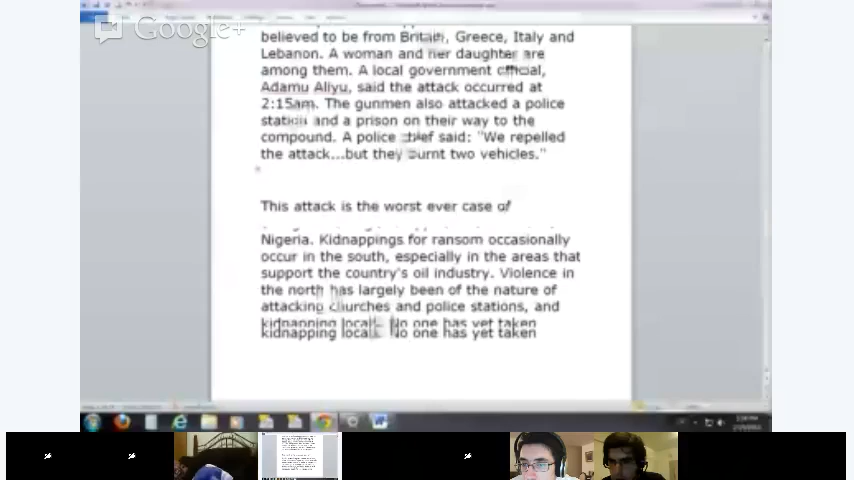 Google+
believed to be from Britain, Greece, Italy and
Lebanon. A woman and her daughter are
among them. A local government official,
Adamu Aliyu, said the attack occurred at
2:15am. The gunmen also attacked a police
station and a prison on their way to the
compound. A police chief said: "We repelled
the attack...but they burnt two vehicles."
This attack is the worst ever case of
Nigeria. Kidnappings for ransom occasionally
occur in the south, especially in the areas that
support the country's oil industry. Violence in
the north has largely been of the nature of
attacking churches and police stations, and
kidnapping locals. No one has yet taken
kidnapping locals. No one has yet taken